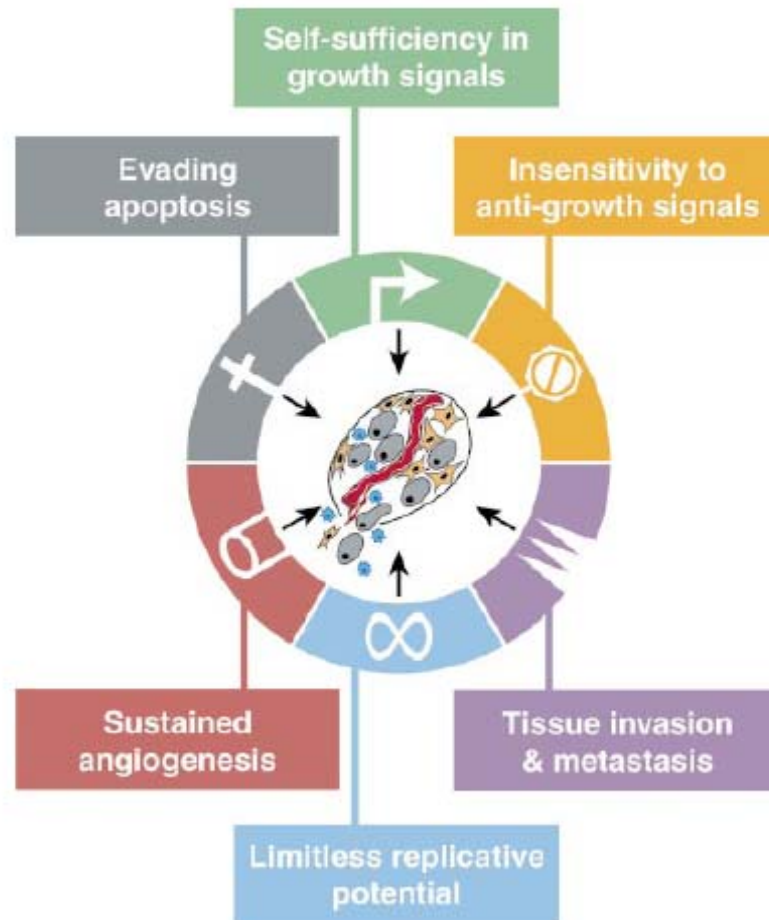 Self-sufficiency in
growth signals
Evading
apoptosis
Insensitivity to
anti-growth signals
Sustained
angiogenesis
Tissue invasion
& metastasis
Limitless replicative
potential